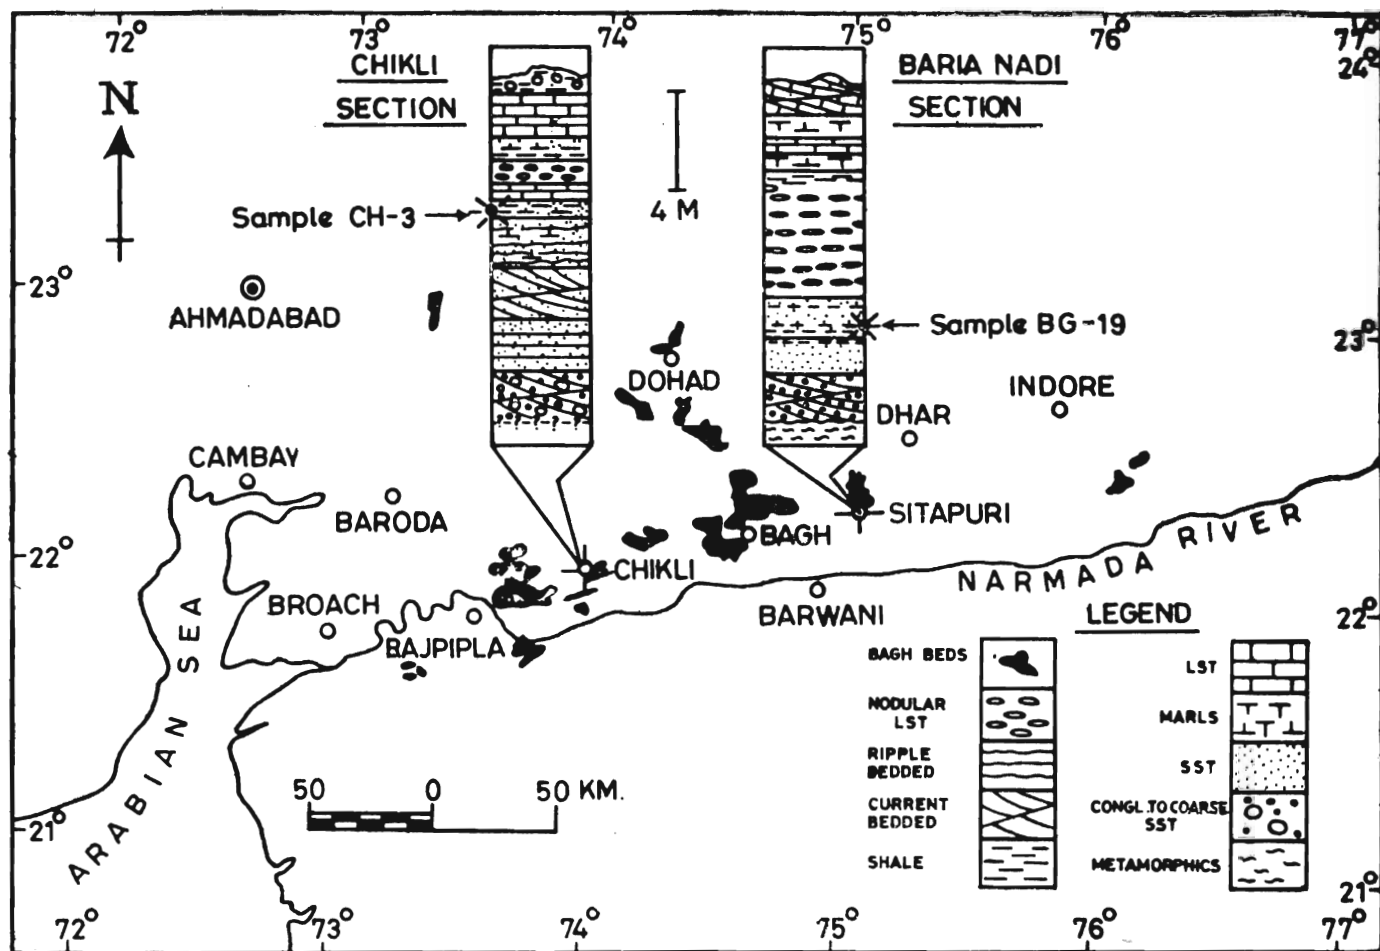 72° 73° 74° 75° 76° 77°
24°
CHIKLI
SECTION
BARIA NADI
SECTION
N
4 M
Sample CH-3
Sample BG-19
23°
23°
AHMADABAD
DOHAD
INDORE
DHAR
CAMBAY
BARODA
SITAPURI
BAGH
22°
CHIKLI
NARMADA RIVER
BROACH
BARWANI
22°
RAJPIPLA
ARABIAN SEA
LEGEND
BAGH BEDS
NODULAR
LST
RIPPLE
BEDDED
CURRENT
BEDDED
SHALE
LST
MARLS
SST
CONGL. TO COARSE
SST
METAMORPHICS
50 0 50 KM.
21°
21°
72° 73° 74° 75° 76° 77°
? ? ? ? ?